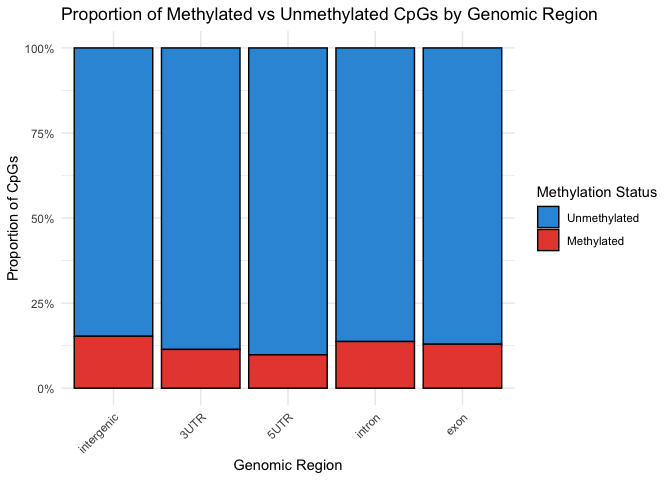 Proportion of Methylated vs Unmethylated CpGs by Genomic Region
Proportion of CpGs
100%
75%
50%
25%
0%
intergenic
3UTR
5UTR
intron
exon
Genomic Region
Methylation Status
Unmethylated
Methylated